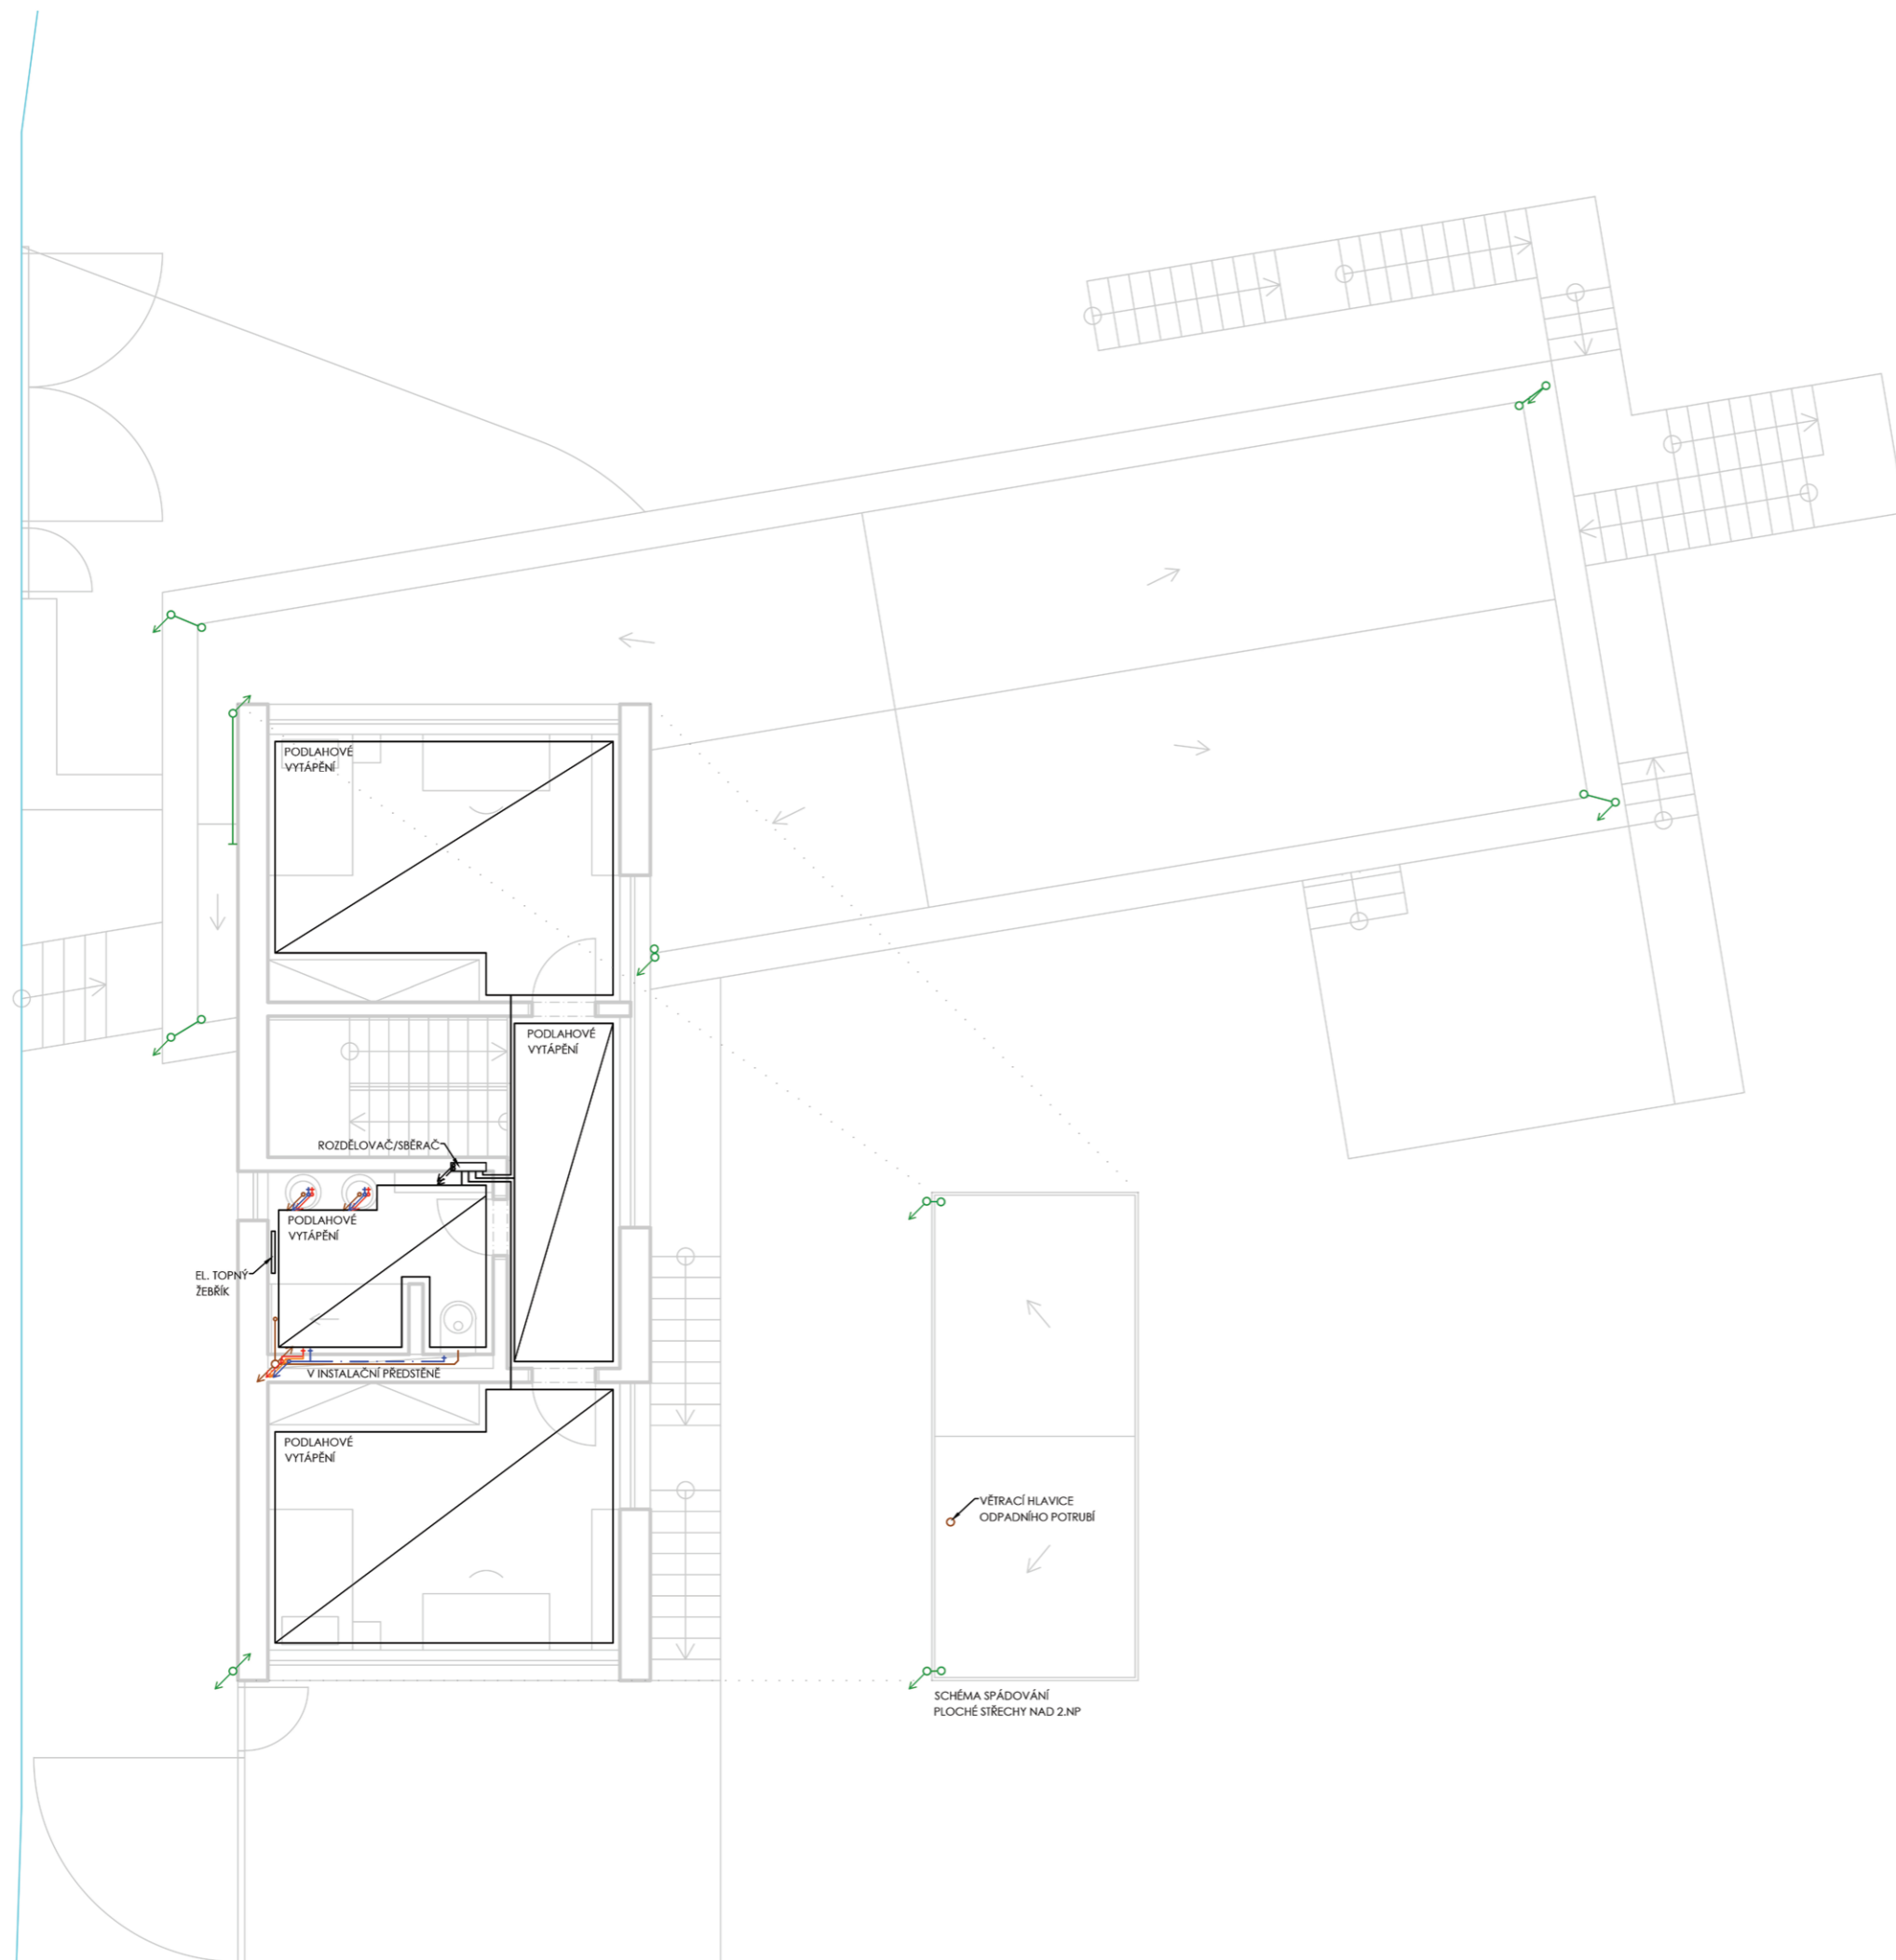 PODLAHOVÉ
VYTÁPĚNÍ
PODLAHOVÉ
VYTÁPĚNÍ
ROZDĚLOVAČ/SBĚRAČ
PODLAHOVÉ
VYTÁPĚNÍ
EL. TOPNÝ
ŽEBŘÍK
V INSTALAČNÍ PŘEDSTĚNĚ
PODLAHOVÉ
VYTÁPĚNÍ
VĚTRACÍ HLAVICE
ODPADNÍHO POTRUBÍ
SCHÉMA SPÁDOVÁNÍ
PLOCHÉ STŘECHY NAD 2.NP